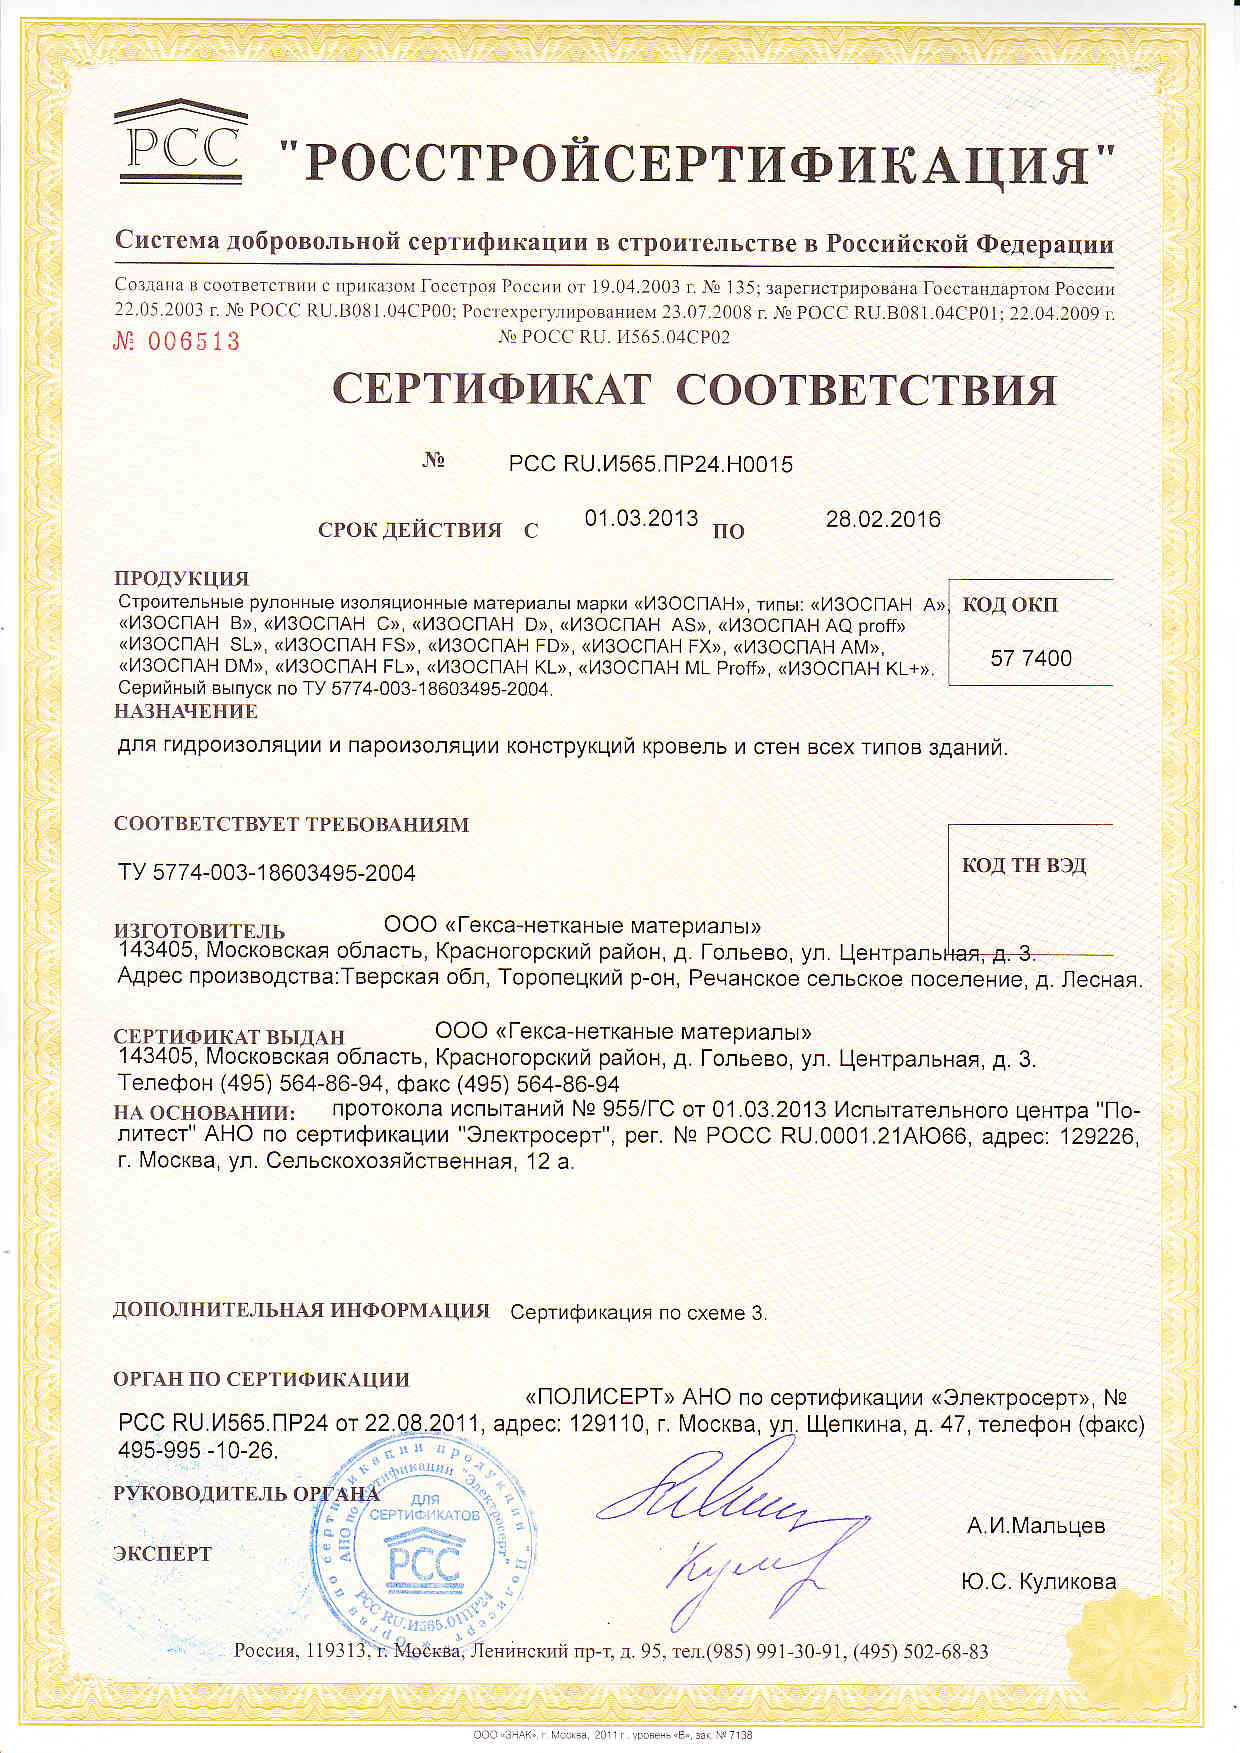 РСС
"РОССТРОЙСЕРТИФИКАЦИЯ"
Система добровольной сертификации в строительстве в Российской Федерации
Создана в соответствии с приказом Госстроя России от 19.04.2003 г. № 135; зарегистрирована Госстандартом России
22.05.2003 г. № РОСС RU.В081.04СР00; Ростехрегулированием 23.07.2008 г. № РОСС RU.В081.04СР01; 22.04.2009 г.
№ РОСС RU. И565.04СР02
№ 006513
СЕРТИФИКАТ СООТВЕТСТВИЯ
№ РСС RU.И565.ПР24.Н0015
СРОК ДЕЙСТВИЯ С 01.03.2013 ПО 28.02.2016
ПРОДУКЦИЯ
Строительные рулонные изоляционные материалы марки «ИЗОСПАН», типы: «ИЗОСПАН А»,
«ИЗОСПАН В», «ИЗОСПАН С», «ИЗОСПАН D», «ИЗОСПАН AS», «ИЗОСПАН AQ proff»
«ИЗОСПАН SL», «ИЗОСПАН FS», «ИЗОСПАН FD», «ИЗОСПАН FX», «ИЗОСПАН AM»,
«ИЗОСПАН DM», «ИЗОСПАН FL», «ИЗОСПАН KL», «ИЗОСПАН ML Proff», «ИЗОСПАН KL+».
Серийный выпуск по ТУ 5774-003-18603495-2004.
КОД ОКП
57 7400
НАЗНАЧЕНИЕ
для гидроизоляции и пароизоляции конструкций кровель и стен всех типов зданий.
СООТВЕТСТВУЕТ ТРЕБОВАНИЯМ
ТУ 5774-003-18603495-2004
КОД ТН ВЭД
ИЗГОТОВИТЕЛЬ ООО «Гекса-нетканые материалы»
143405, Московская область, Красногорский район, д. Гольево, ул. Центральная, д. 3.
Адрес производства:Тверская обл, Торопецкий р-он, Речанское сельское поселение, д. Лесная.
СЕРТИФИКАТ ВЫДАН ООО «Гекса-нетканые материалы»
143405, Московская область, Красногорский район, д. Гольево, ул. Центральная, д. 3.
Телефон (495) 564-86-94, факс (495) 564-86-94
НА ОСНОВАНИИ: протокола испытаний № 955/ГС от 01.03.2013 Испытательного центра "По-
литест" АНО по сертификации "Электросерт", рег. № РОСС RU.0001.21АЮ66, адрес: 129226,
г. Москва, ул. Сельскохозяйственная, 12 а.
ДОПОЛНИТЕЛЬНАЯ ИНФОРМАЦИЯ Сертификация по схеме 3.
ОРГАН ПО СЕРТИФИКАЦИИ
«ПОЛИСЕРТ» АНО по сертификации «Электросерт», №
РСС RU.И565.ПР24 от 22.08.2011, адрес: 129110, г. Москва, ул. Щепкина, д. 47, телефон (факс)
495-995 -10-26.
РУКОВОДИТЕЛЬ ОРГАНА
А.И.Мальцев
ЭКСПЕРТ
Ю.С. Куликова
Орган по сертификации продукции "Полисерт"
АНО по сертификации "Электросерт"
ДЛЯ
СЕРТИФИКАТОВ
РСС
Россия, 119313, г. Москва, Ленинский пр-т, д. 95, тел.(985) 991-30-91, (495) 502-68-83
ООО «ЗНАК», г. Москва, 2011 г., уровень «В», зак. № 7138